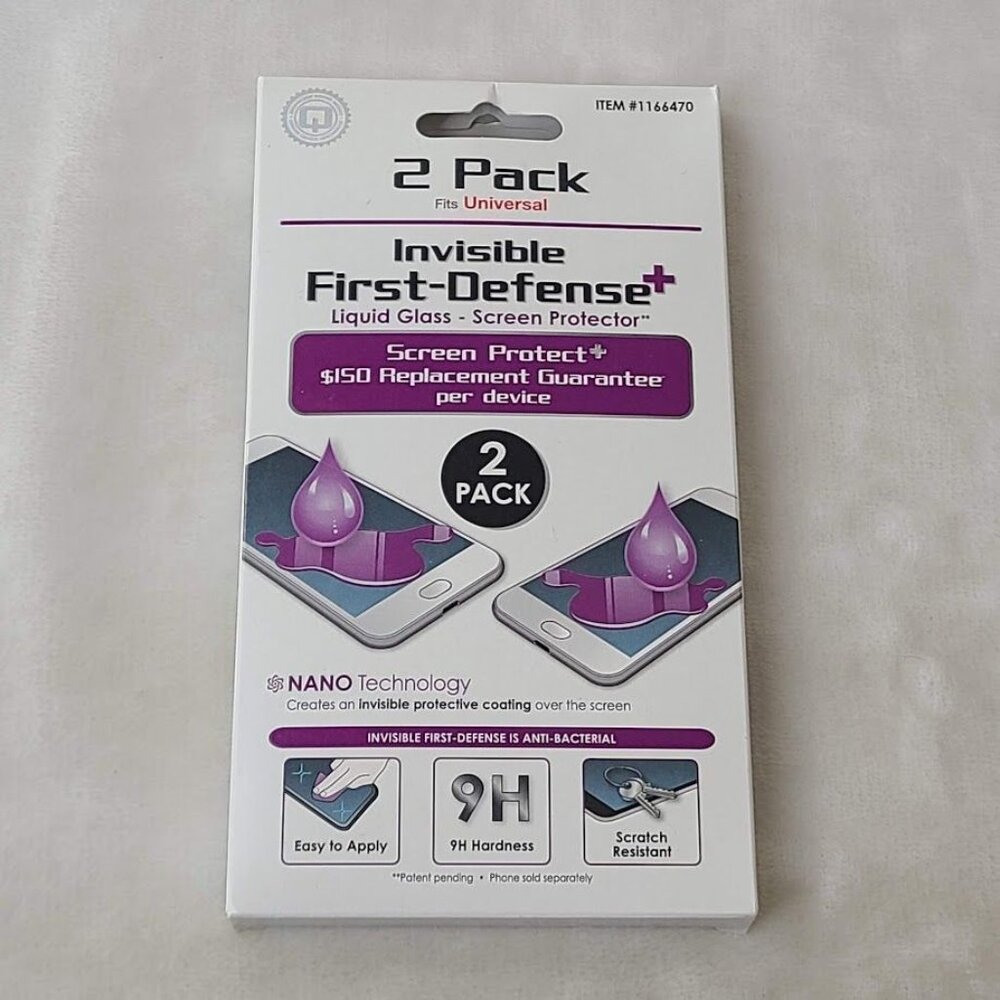 Q
ITEM #1166470
2 Pack
Fits Universal
Invisible
First-Defense+
Liquid Glass - Screen Protector**
Screen Protect+
$150 Replacement Guarantee
per device
2
PACK
NANO Technology
Creates an invisible protective coating over the screen
INVISIBLE FIRST-DEFENSE IS ANTI-BACTERIAL
Easy to Apply
9H
9H Hardness
Scratch
Resistant
**Patent pending • Phone sold separately